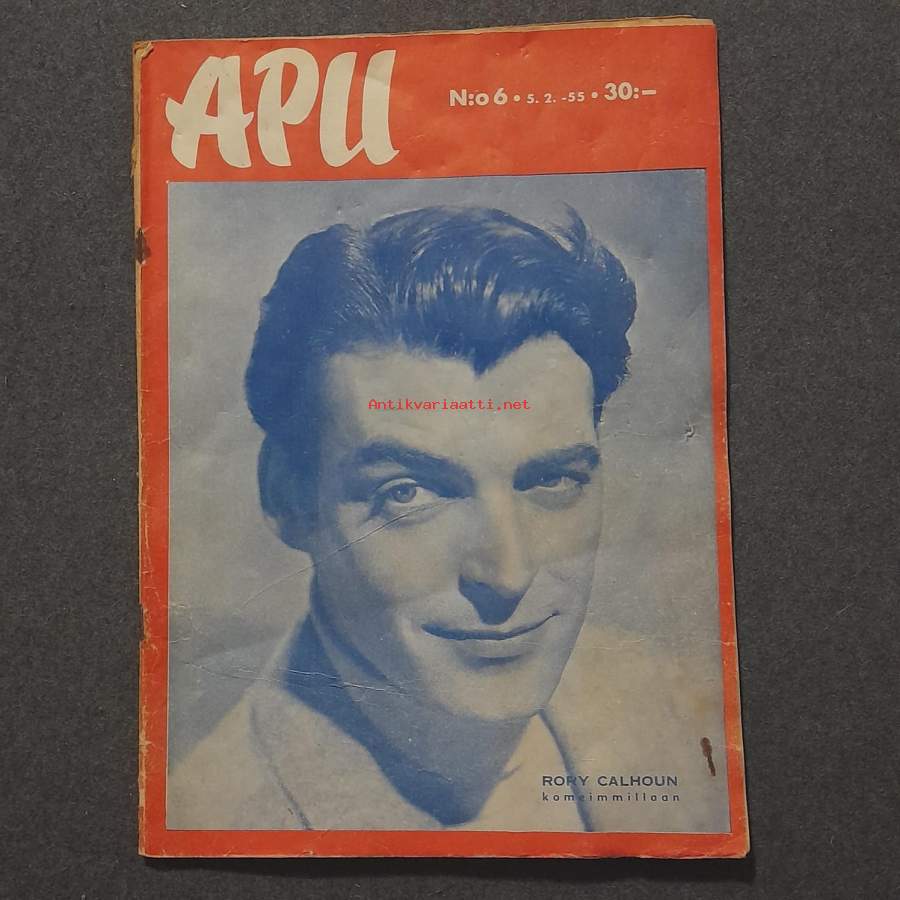 APU
N:o 6 • 5. 2. -55 • 30:–
Antikvariaatti.net
RORY CALHOUN
komeimmillaan